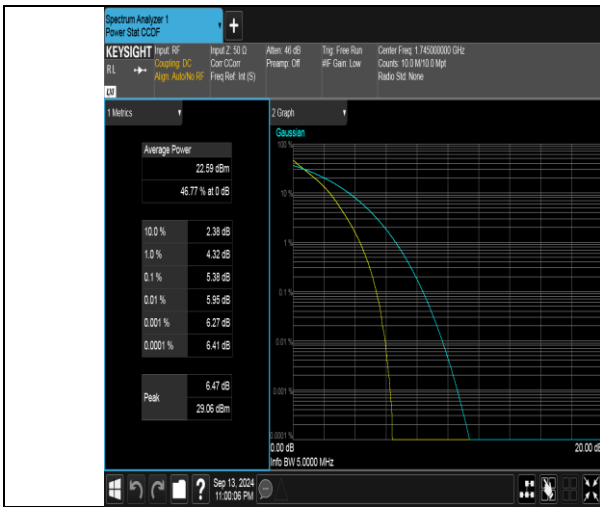 Spectrum Analyzer 1
Power Stat CCDF
+
KEYSIGHT
R L
LXI
Input: RF
Coupling: DC
Align: Auto/No RF
Input Z: 50 Ω
Corr CCorr
Freq Ref: Int (S)
Atten: 46 dB
Preamp: Off
Trig: Free Run
#IF Gain: Low
Center Freq: 1.745000000 GHz
Counts: 10.0 M/10.0 Mpt
Radio Std: None
1 Metrics
Average Power
22.59 dBm
46.77 % at 0 dB
10.0 % 2.38 dB
1.0 % 4.32 dB
0.1 % 5.38 dB
0.01 % 5.95 dB
0.001 % 6.27 dB
0.0001 % 6.41 dB
Peak 6.47 dB
29.06 dBm
2 Graph
Gaussian
100 %
10 %
1 %
0.1 %
0.01 %
0.001 %
0.0001 %
0.00 dB 20.00 dB
Info BW 5.0000 MHz
?
Sep 13, 2024
11:00:06 PM